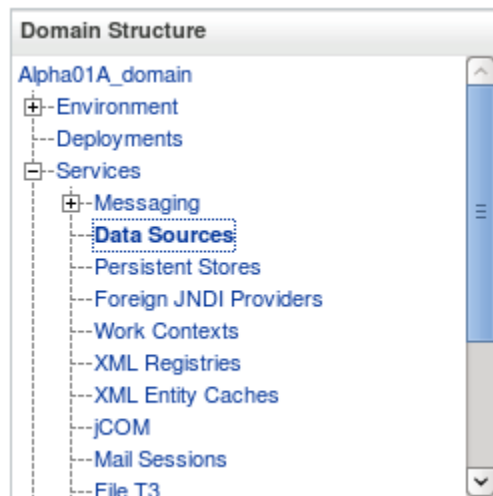 Domain Structure
Alpha01A_domain
Environment
Deployments
Services
Messaging
Data Sources
Persistent Stores
Foreign JNDI Providers
Work Contexts
XML Registries
XML Entity Caches
jCOM
Mail Sessions
File T3